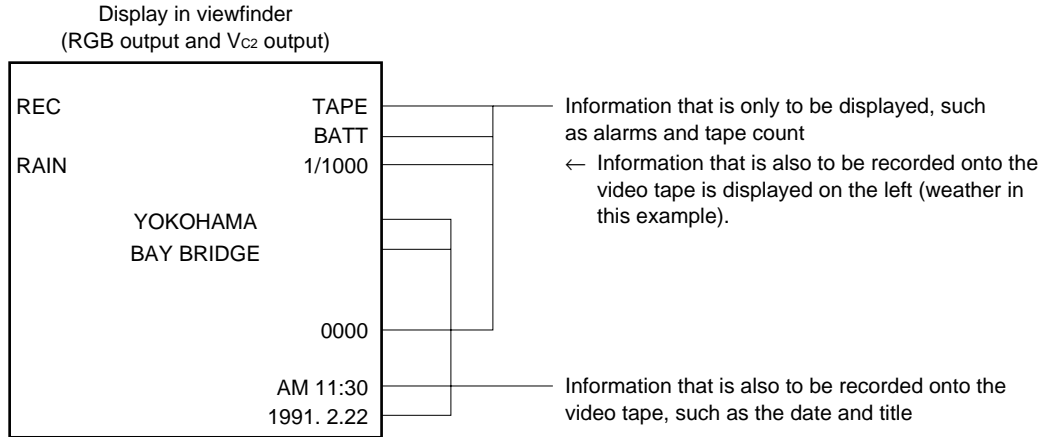 Display in viewfinder
(RGB output and VC2 output)
REC
TAPE
BATT
RAIN
1/1000
YOKOHAMA
BAY BRIDGE
0000
AM 11:30
1991. 2.22
Information that is only to be displayed, such
as alarms and tape count
← Information that is also to be recorded onto the
video tape is displayed on the left (weather in
this example).
Information that is also to be recorded onto the
video tape, such as the date and title